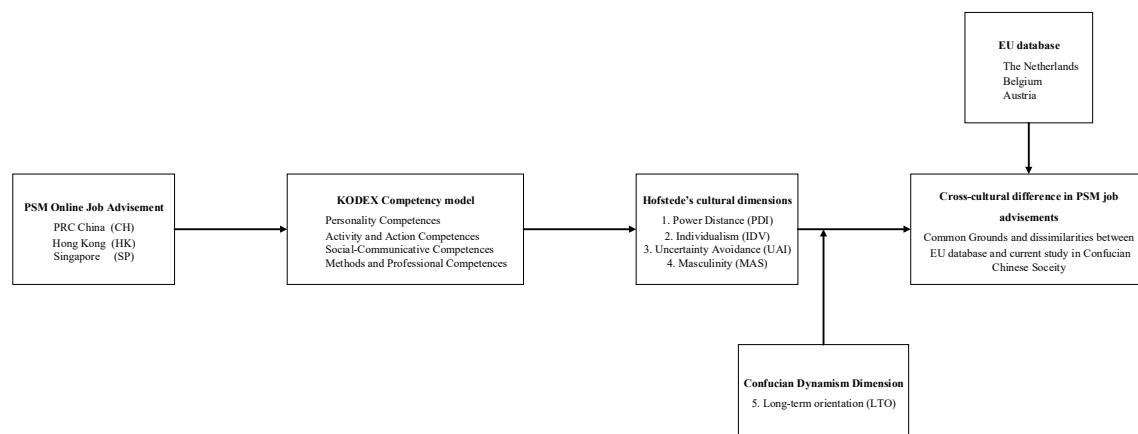 EU database
The Netherlands
Belgium
Austria
PSM Online Job Advisement
PRC China (CH)
Hong Kong (HK)
Singapore (SP)
KODEX Competency model
Personality Competences
Activity and Action Competences
Social-Communicative Competences
Methods and Professional Competences
Hofstede's cultural dimensions
1. Power Distance (PDI)
2. Individualism (IDV)
3. Uncertainty Avoidance (UAI)
4. Masculinity (MAS)
Cross-cultural difference in PSM job
advisements
Common Grounds and dissimilarities between
EU database and current study in Confucian
Chinese Soceity
Confucian Dynamism Dimension
5. Long-term orientation (LTO)